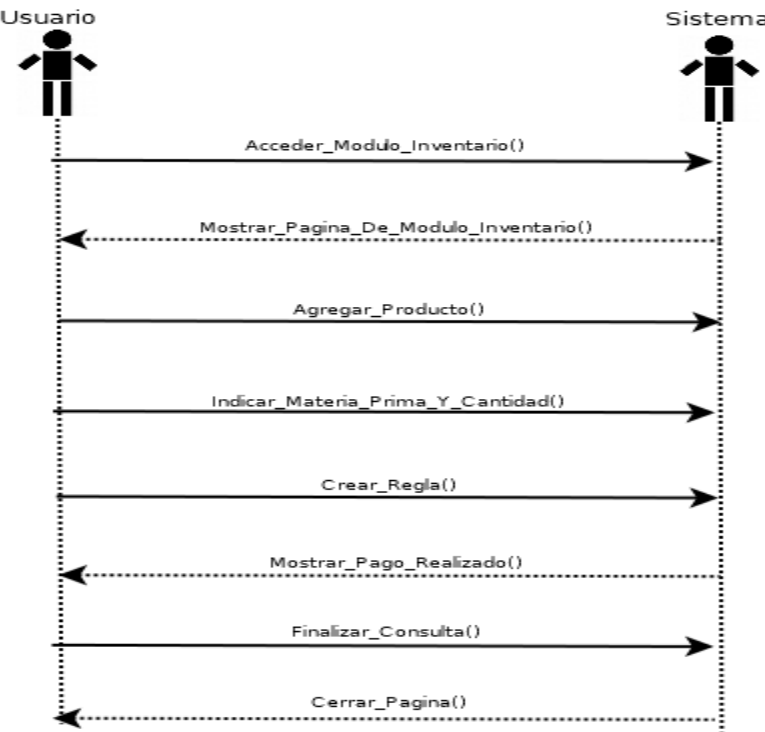 Usuario
Sistema
Acceder_Modulo_Inventario()
Mostrar_Pagina_De_Modulo_Inventario()
Agregar_Producto()
Indicar_Materia_Prima_Y_Cantidad()
Crear_Regla()
Mostrar_Pago_Realizado()
Finalizar_Consulta()
Cerrar_Pagina()